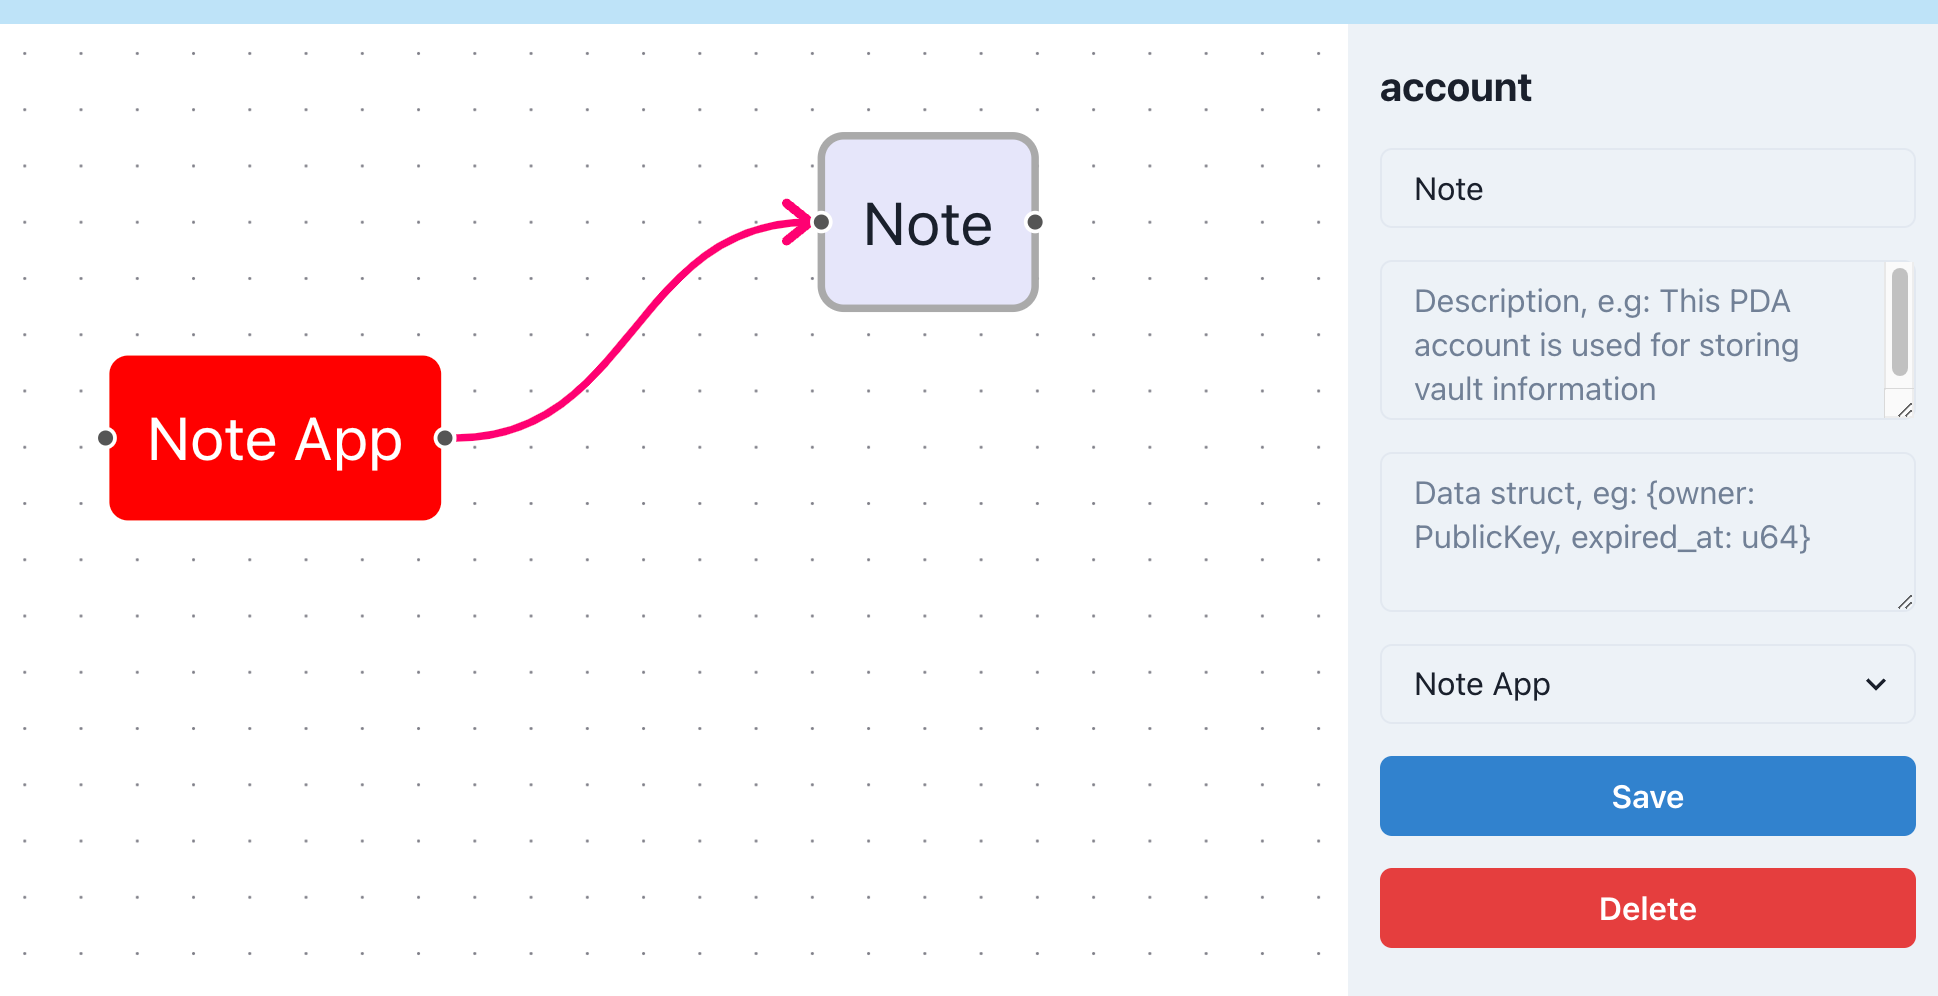 Note
Note App
account
Note
Description, e.g: This PDA
account is used for storing
vault information
Data struct, eg: {owner:
PublicKey, expired_at: u64}
Note App
Save
Delete